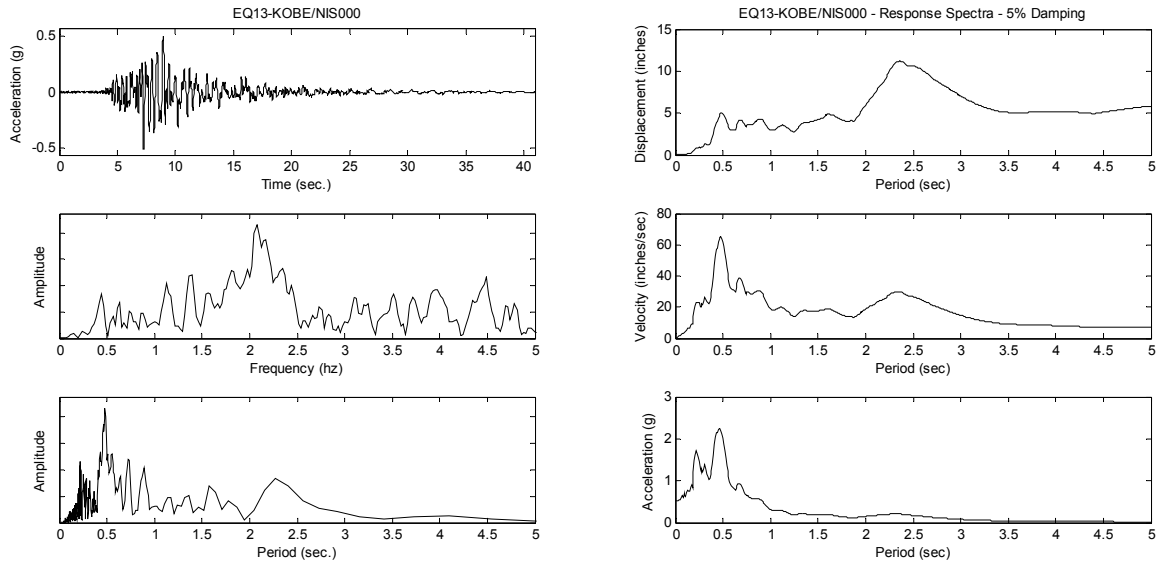 EQ13-KOBE/NIS000
Acceleration (g)
0.5
0
-0.5
0 5 10 15 20 25 30 35 40
Time (sec.)
Amplitude
0 0.5 1 1.5 2 2.5 3 3.5 4 4.5 5
Frequency (hz)
Amplitude
0 0.5 1 1.5 2 2.5 3 3.5 4 4.5 5
Period (sec.)
EQ13-KOBE/NIS000 - Response Spectra - 5% Damping
Displacement (inches)
15
10
5
0
0 0.5 1 1.5 2 2.5 3 3.5 4 4.5 5
Period (sec)
Velocity (inches/sec)
80
60
40
20
0
0 0.5 1 1.5 2 2.5 3 3.5 4 4.5 5
Period (sec)
Acceleration (g)
3
2
1
0
0 0.5 1 1.5 2 2.5 3 3.5 4 4.5 5
Period (sec)